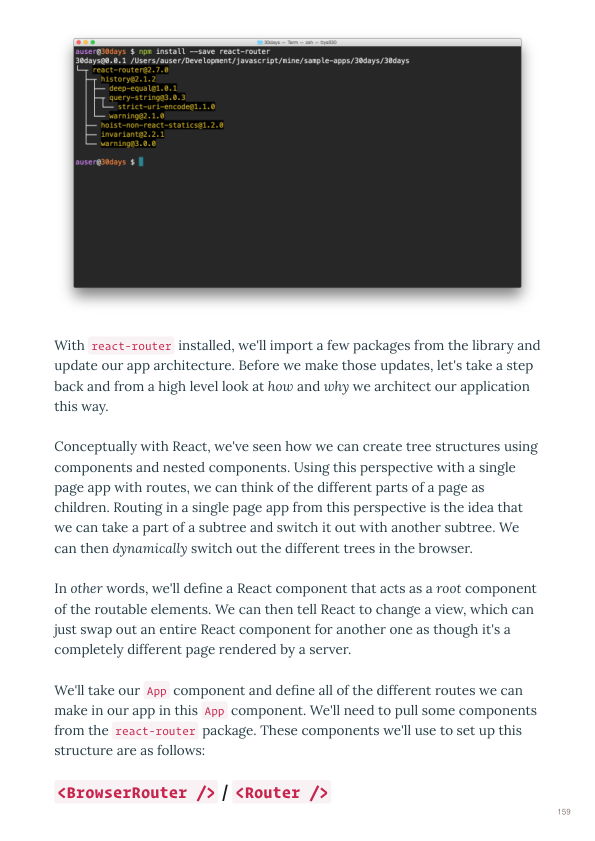 30days — Term — zsh — ttys030
auser@30days $ npm install --save react-router
30days@0.0.1 /Users/auser/Development/javascript/mine/sample-apps/30days/30days
└─┬ react-router@2.7.0
├─┬ history@2.1.2
│ ├── deep-equal@1.0.1
│ ├─┬ query-string@3.0.3
│ │ └── strict-uri-encode@1.1.0
│ └── warning@2.1.0
├── hoist-non-react-statics@1.2.0
├── invariant@2.2.1
└── warning@3.0.0
auser@30days $
With react-router installed, we'll import a few packages from the library and
update our app architecture. Before we make those updates, let's take a step
back and from a high level look at how and why we architect our application
this way.
Conceptually with React, we've seen how we can create tree structures using
components and nested components. Using this perspective with a single
page app with routes, we can think of the different parts of a page as
children. Routing in a single page app from this perspective is the idea that
we can take a part of a subtree and switch it out with another subtree. We
can then dynamically switch out the different trees in the browser.
In other words, we'll define a React component that acts as a root component
of the routable elements. We can then tell React to change a view, which can
just swap out an entire React component for another one as though it's a
completely different page rendered by a server.
We'll take our App component and define all of the different routes we can
make in our app in this App component. We'll need to pull some components
from the react-router package. These components we'll use to set up this
structure are as follows:
<BrowserRouter /> / <Router />
159